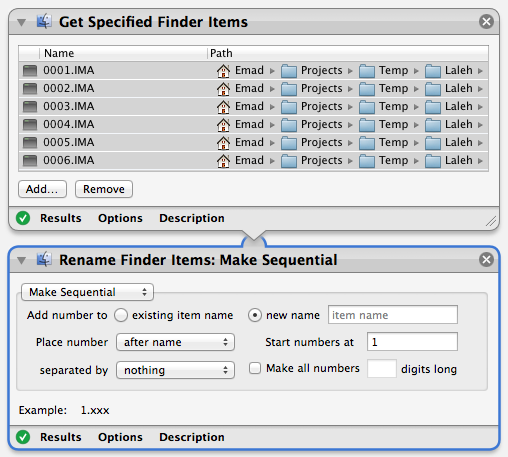 Get Specified Finder Items
Name Path
0001.IMA Emad Projects Temp Laleh
0002.IMA Emad Projects Temp Laleh
0003.IMA Emad Projects Temp Laleh
0004.IMA Emad Projects Temp Laleh
0005.IMA Emad Projects Temp Laleh
0006.IMA Emad Projects Temp Laleh
Add... Remove
Results Options Description
Rename Finder Items: Make Sequential
Make Sequential
Add number to existing item name new name item name
Place number after name Start numbers at 1
separated by nothing Make all numbers digits long
Example: 1.xxx
Results Options Description